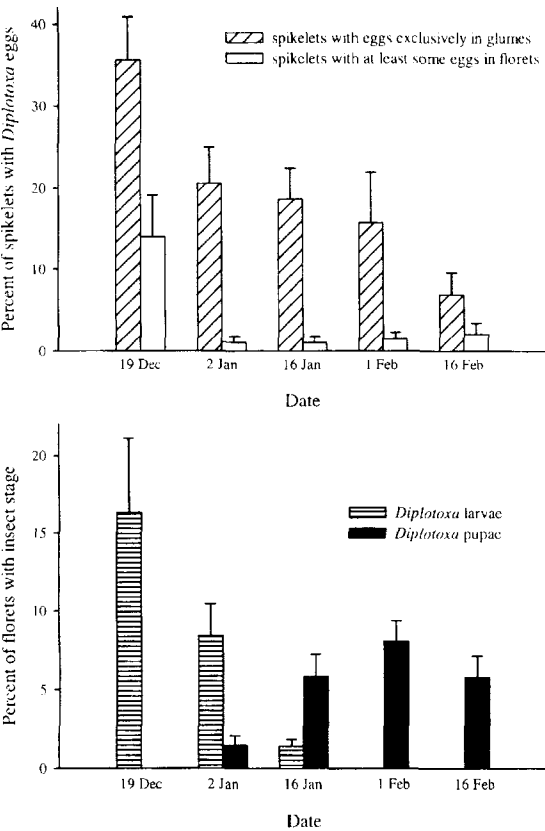 Percent of spikelets with Diplotoxa eggs
40
30
20
10
0
spikelets with eggs exclusively in glumes
spikelets with at least some eggs in florets
19 Dec
2 Jan
16 Jan
1 Feb
16 Feb
Date
Percent of florets with insect stage
20
15
10
5
0
Diplotoxa larvae
Diplotoxa pupae
19 Dec
2 Jan
16 Jan
1 Feb
16 Feb
Date